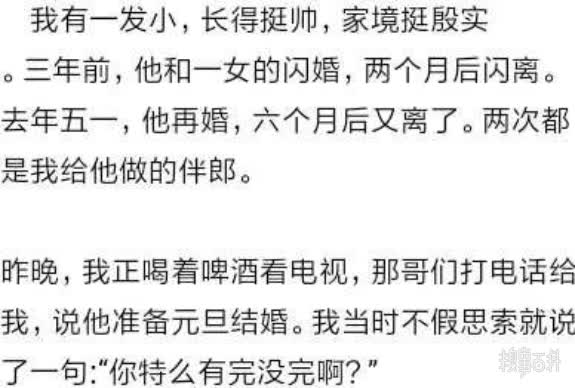 我有一发小，长得挺帅，家境挺殷实
。三年前，他和一女的闪婚，两个月后闪离。
去年五一，他再婚，六个月后又离了。两次都
是我给他做的伴郎。
昨晚，我正喝着啤酒看电视，那哥们打电话给
我，说他准备元旦结婚。我当时不假思索就说
了一句:“你特么有完没完啊？”